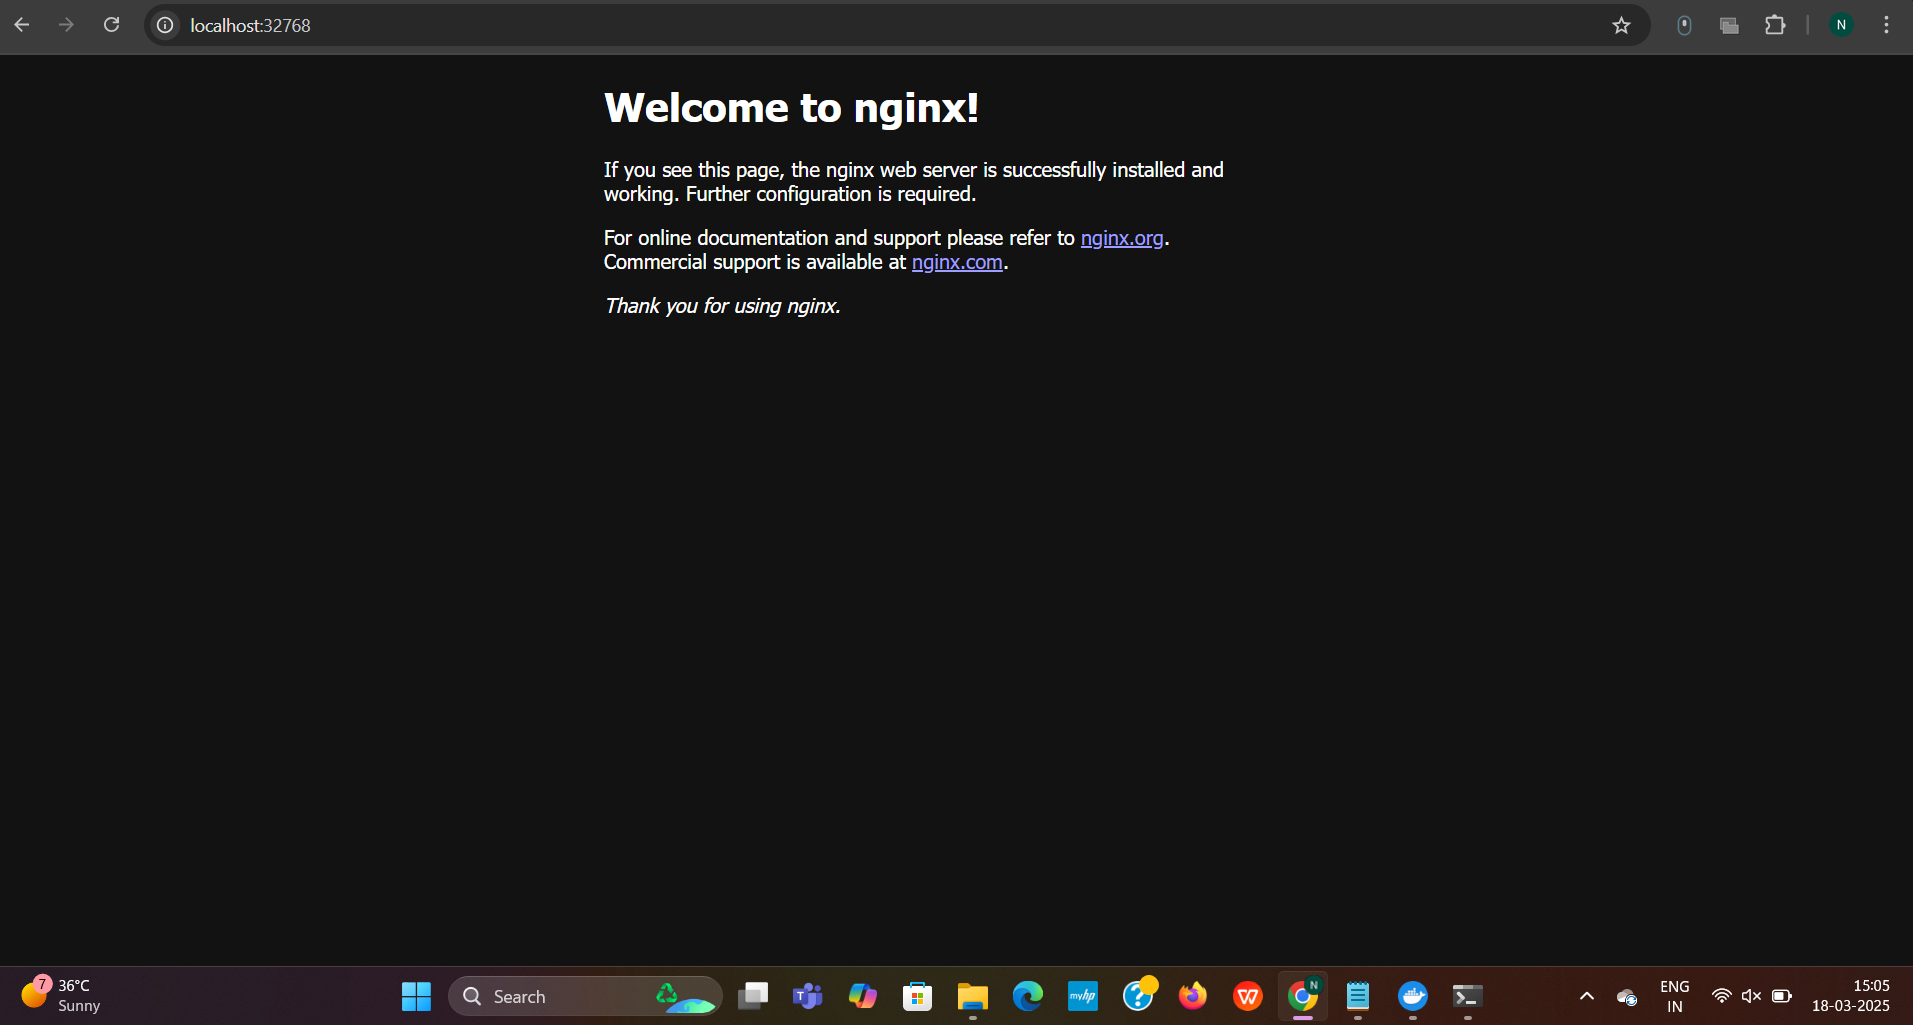 localhost:32768
N
Welcome to nginx!
If you see this page, the nginx web server is successfully installed and
working. Further configuration is required.
For online documentation and support please refer to nginx.org.
Commercial support is available at nginx.com.
Thank you for using nginx.
7
36°C
Sunny
Search
T
myhp
?
W
N
ENG
IN
15:05
18-03-2025